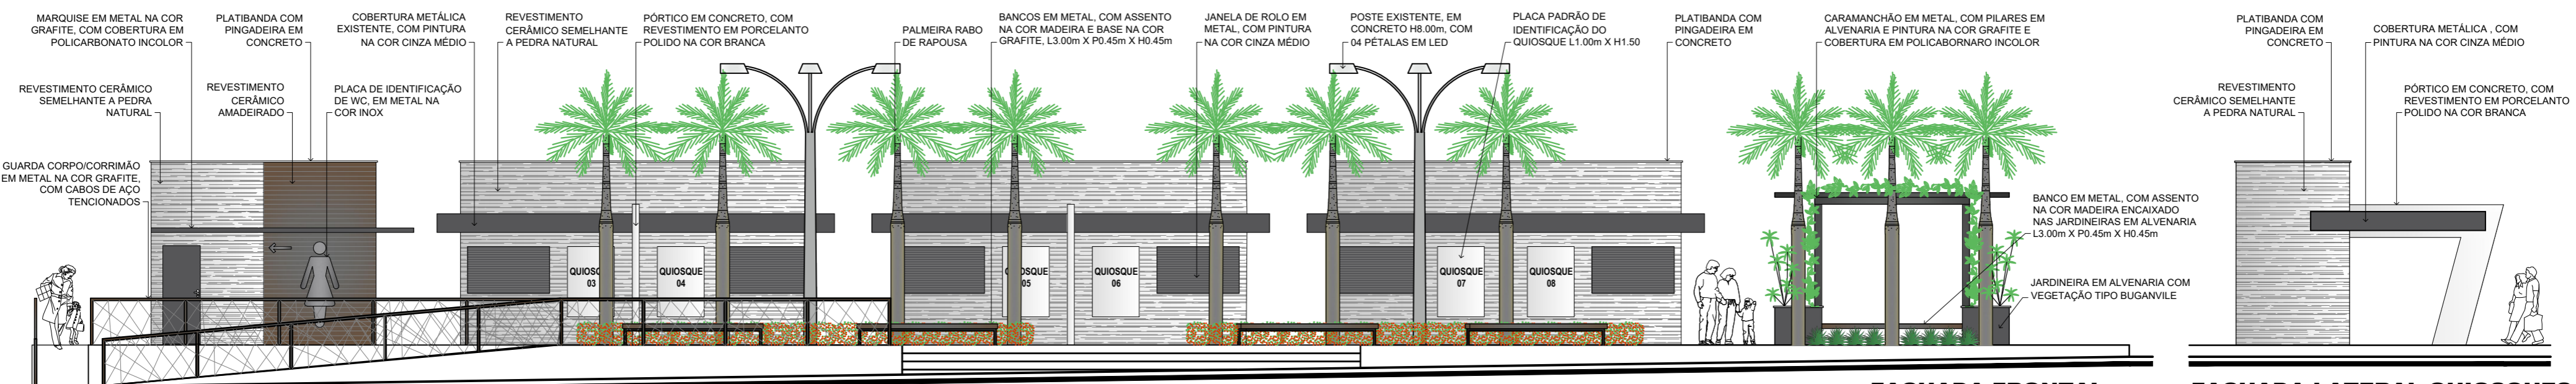 MARQUISE EM METAL NA COR
GRAFITE, COM COBERTURA EM
POLICARBONATO INCOLOR
PLATIBANDA COM
PINGADEIRA EM
CONCRETO
COBERTURA METÁLICA
EXISTENTE, COM PINTURA
NA COR CINZA MÉDIO
REVESTIMENTO
CERÂMICO SEMELHANTE
A PEDRA NATURAL
PÓRTICO EM CONCRETO, COM
REVESTIMENTO EM PORCELANTO
POLIDO NA COR BRANCA
PALMEIRA RABO
DE RAPOUSA
BANCOS EM METAL, COM ASSENTO
NA COR MADEIRA E BASE NA COR
GRAFITE, L3.00m X P0.45m X H0.45m
JANELA DE ROLO EM
METAL, COM PINTURA
NA COR CINZA MÉDIO
POSTE EXISTENTE, EM
CONCRETO H8.00m, COM
04 PÉTALAS EM LED
PLACA PADRÃO DE
IDENTIFICAÇÃO DO
QUIOSQUE L1.00m X H1.50
PLATIBANDA COM
PINGADEIRA EM
CONCRETO
CARAMANCHÃO EM METAL, COM PILARES EM
ALVENARIA E PINTURA NA COR GRAFITE E
COBERTURA EM POLICABORNARO INCOLOR
PLATIBANDA COM
PINGADEIRA EM
CONCRETO
COBERTURA METÁLICA , COM
PINTURA NA COR CINZA MÉDIO
REVESTIMENTO CERÂMICO
SEMELHANTE A PEDRA
NATURAL
REVESTIMENTO
CERÂMICO
AMADEIRADO
PLACA DE IDENTIFICAÇÃO
DE WC, EM METAL NA
COR INOX
REVESTIMENTO
CERÂMICO SEMELHANTE
A PEDRA NATURAL
PÓRTICO EM CONCRETO, COM
REVESTIMENTO EM PORCELANTO
POLIDO NA COR BRANCA
GUARDA CORPO/CORRIMÃO
EM METAL NA COR GRAFITE,
COM CABOS DE AÇO
TENCIONADOS
BANCO EM METAL, COM ASSENTO
NA COR MADEIRA ENCAIXADO
NAS JARDINEIRAS EM ALVENARIA
L3.00m X P0.45m X H0.45m
JARDINEIRA EM ALVENARIA COM
VEGETAÇÃO TIPO BUGANVILE
03
QUIOSQUE
04
05
QUIOSQUE
06
QUIOSQUE
07
QUIOSQUE
08